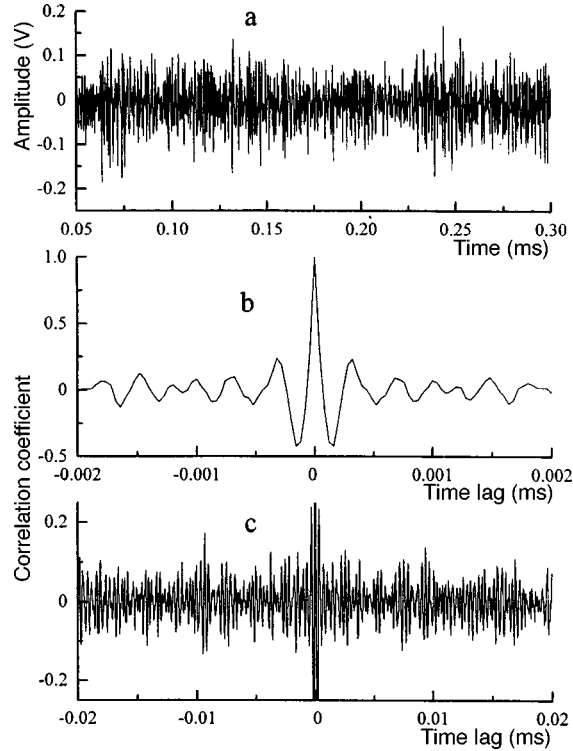 a
Amplitude (V)
0.2
0.1
0
-0.1
-0.2
0.05 0.10 0.15 0.20 0.25 0.30
Time (ms)
b
1.0
0.5
0
-0.5
-0.002 -0.001 0 0.001 0.002
Time lag (ms)
Correlation coefficient
c
0.2
0
-0.2
-0.02 -0.01 0 0.01 0.02
Time lag (ms)